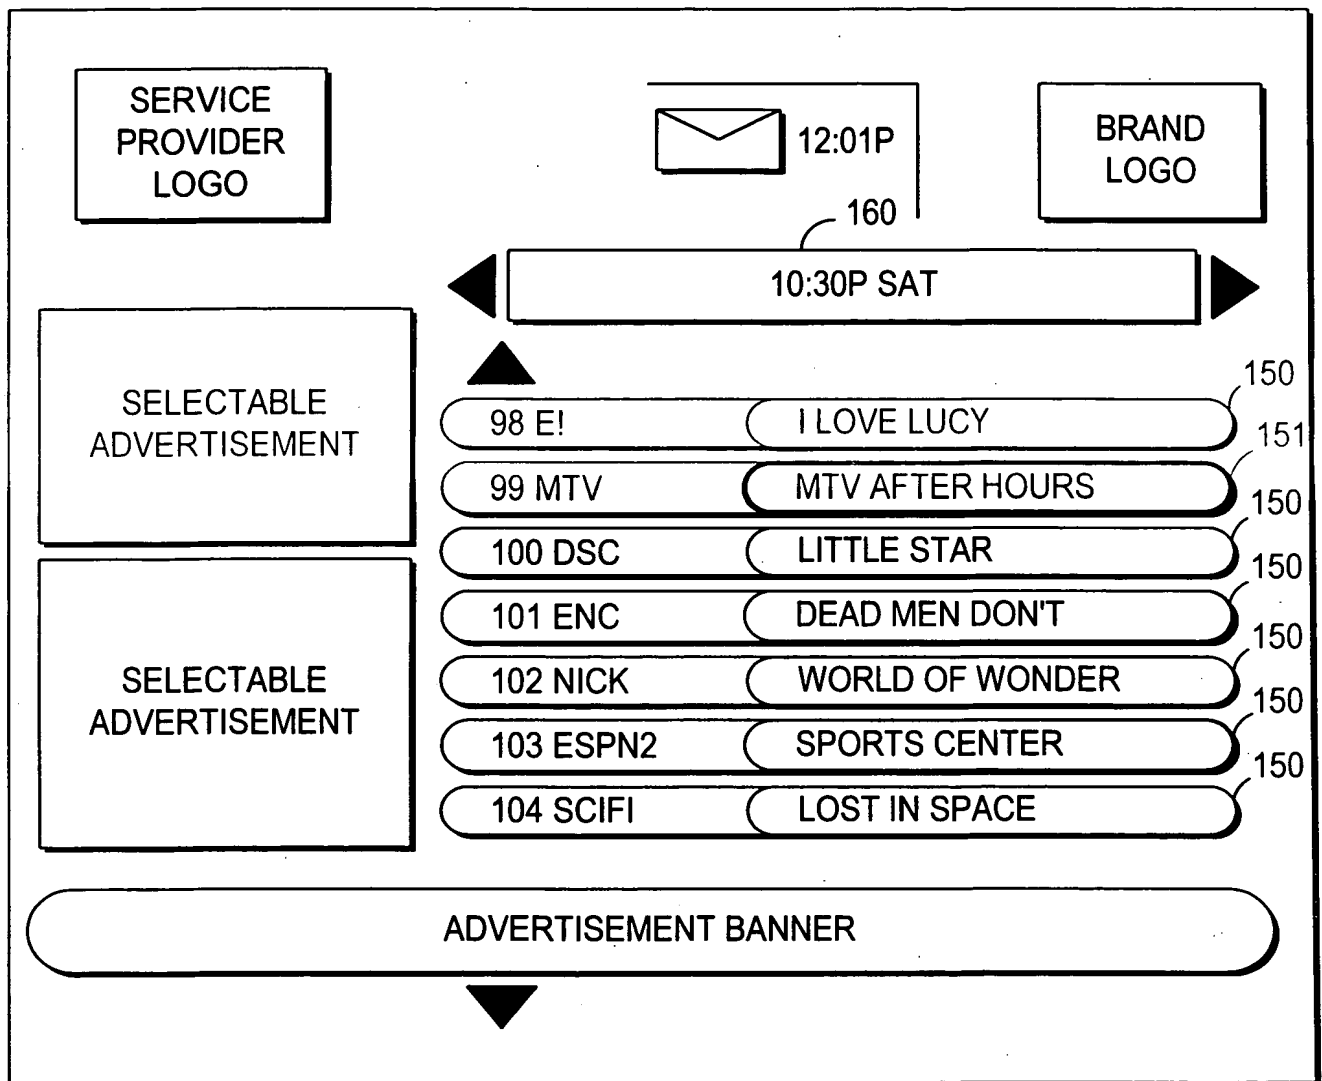 SERVICE
PROVIDER
LOGO
12:01P
BRAND
LOGO
160
10:30P SAT
SELECTABLE
ADVERTISEMENT
150
98 E! I LOVE LUCY
151
99 MTV MTV AFTER HOURS
150
100 DSC LITTLE STAR
150
101 ENC DEAD MEN DON'T
150
102 NICK WORLD OF WONDER
150
103 ESPN2 SPORTS CENTER
150
104 SCIFI LOST IN SPACE
SELECTABLE
ADVERTISEMENT
ADVERTISEMENT BANNER